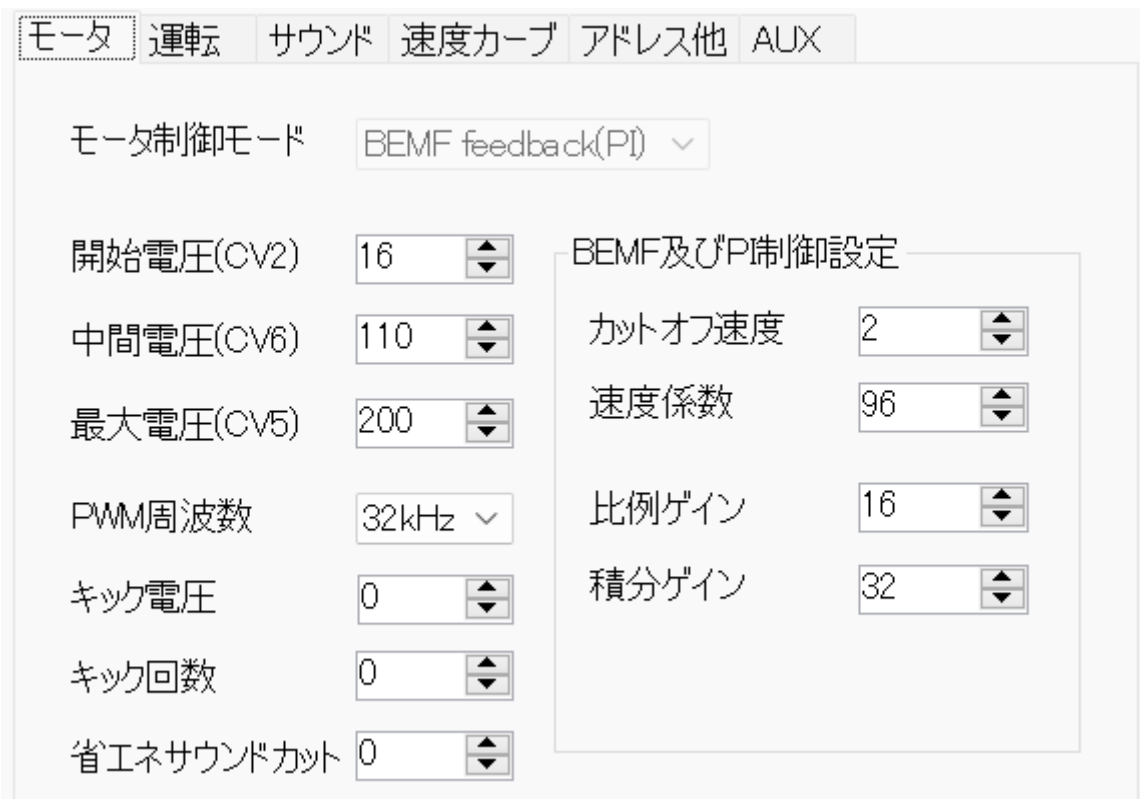 モータ 運転 サウンド 速度カーブ アドレス他 AUX
モータ制御モード BEMF feedback(PI)
開始電圧(CV2) 16
中間電圧(CV6) 110
最大電圧(CV5) 200
PWM周波数 32kHz
キック電圧 0
キック回数 0
省エネサウンドカット 0
BEMF及びPI制御設定
カットオフ速度 2
速度係数 96
比例ゲイン 16
積分ゲイン 32